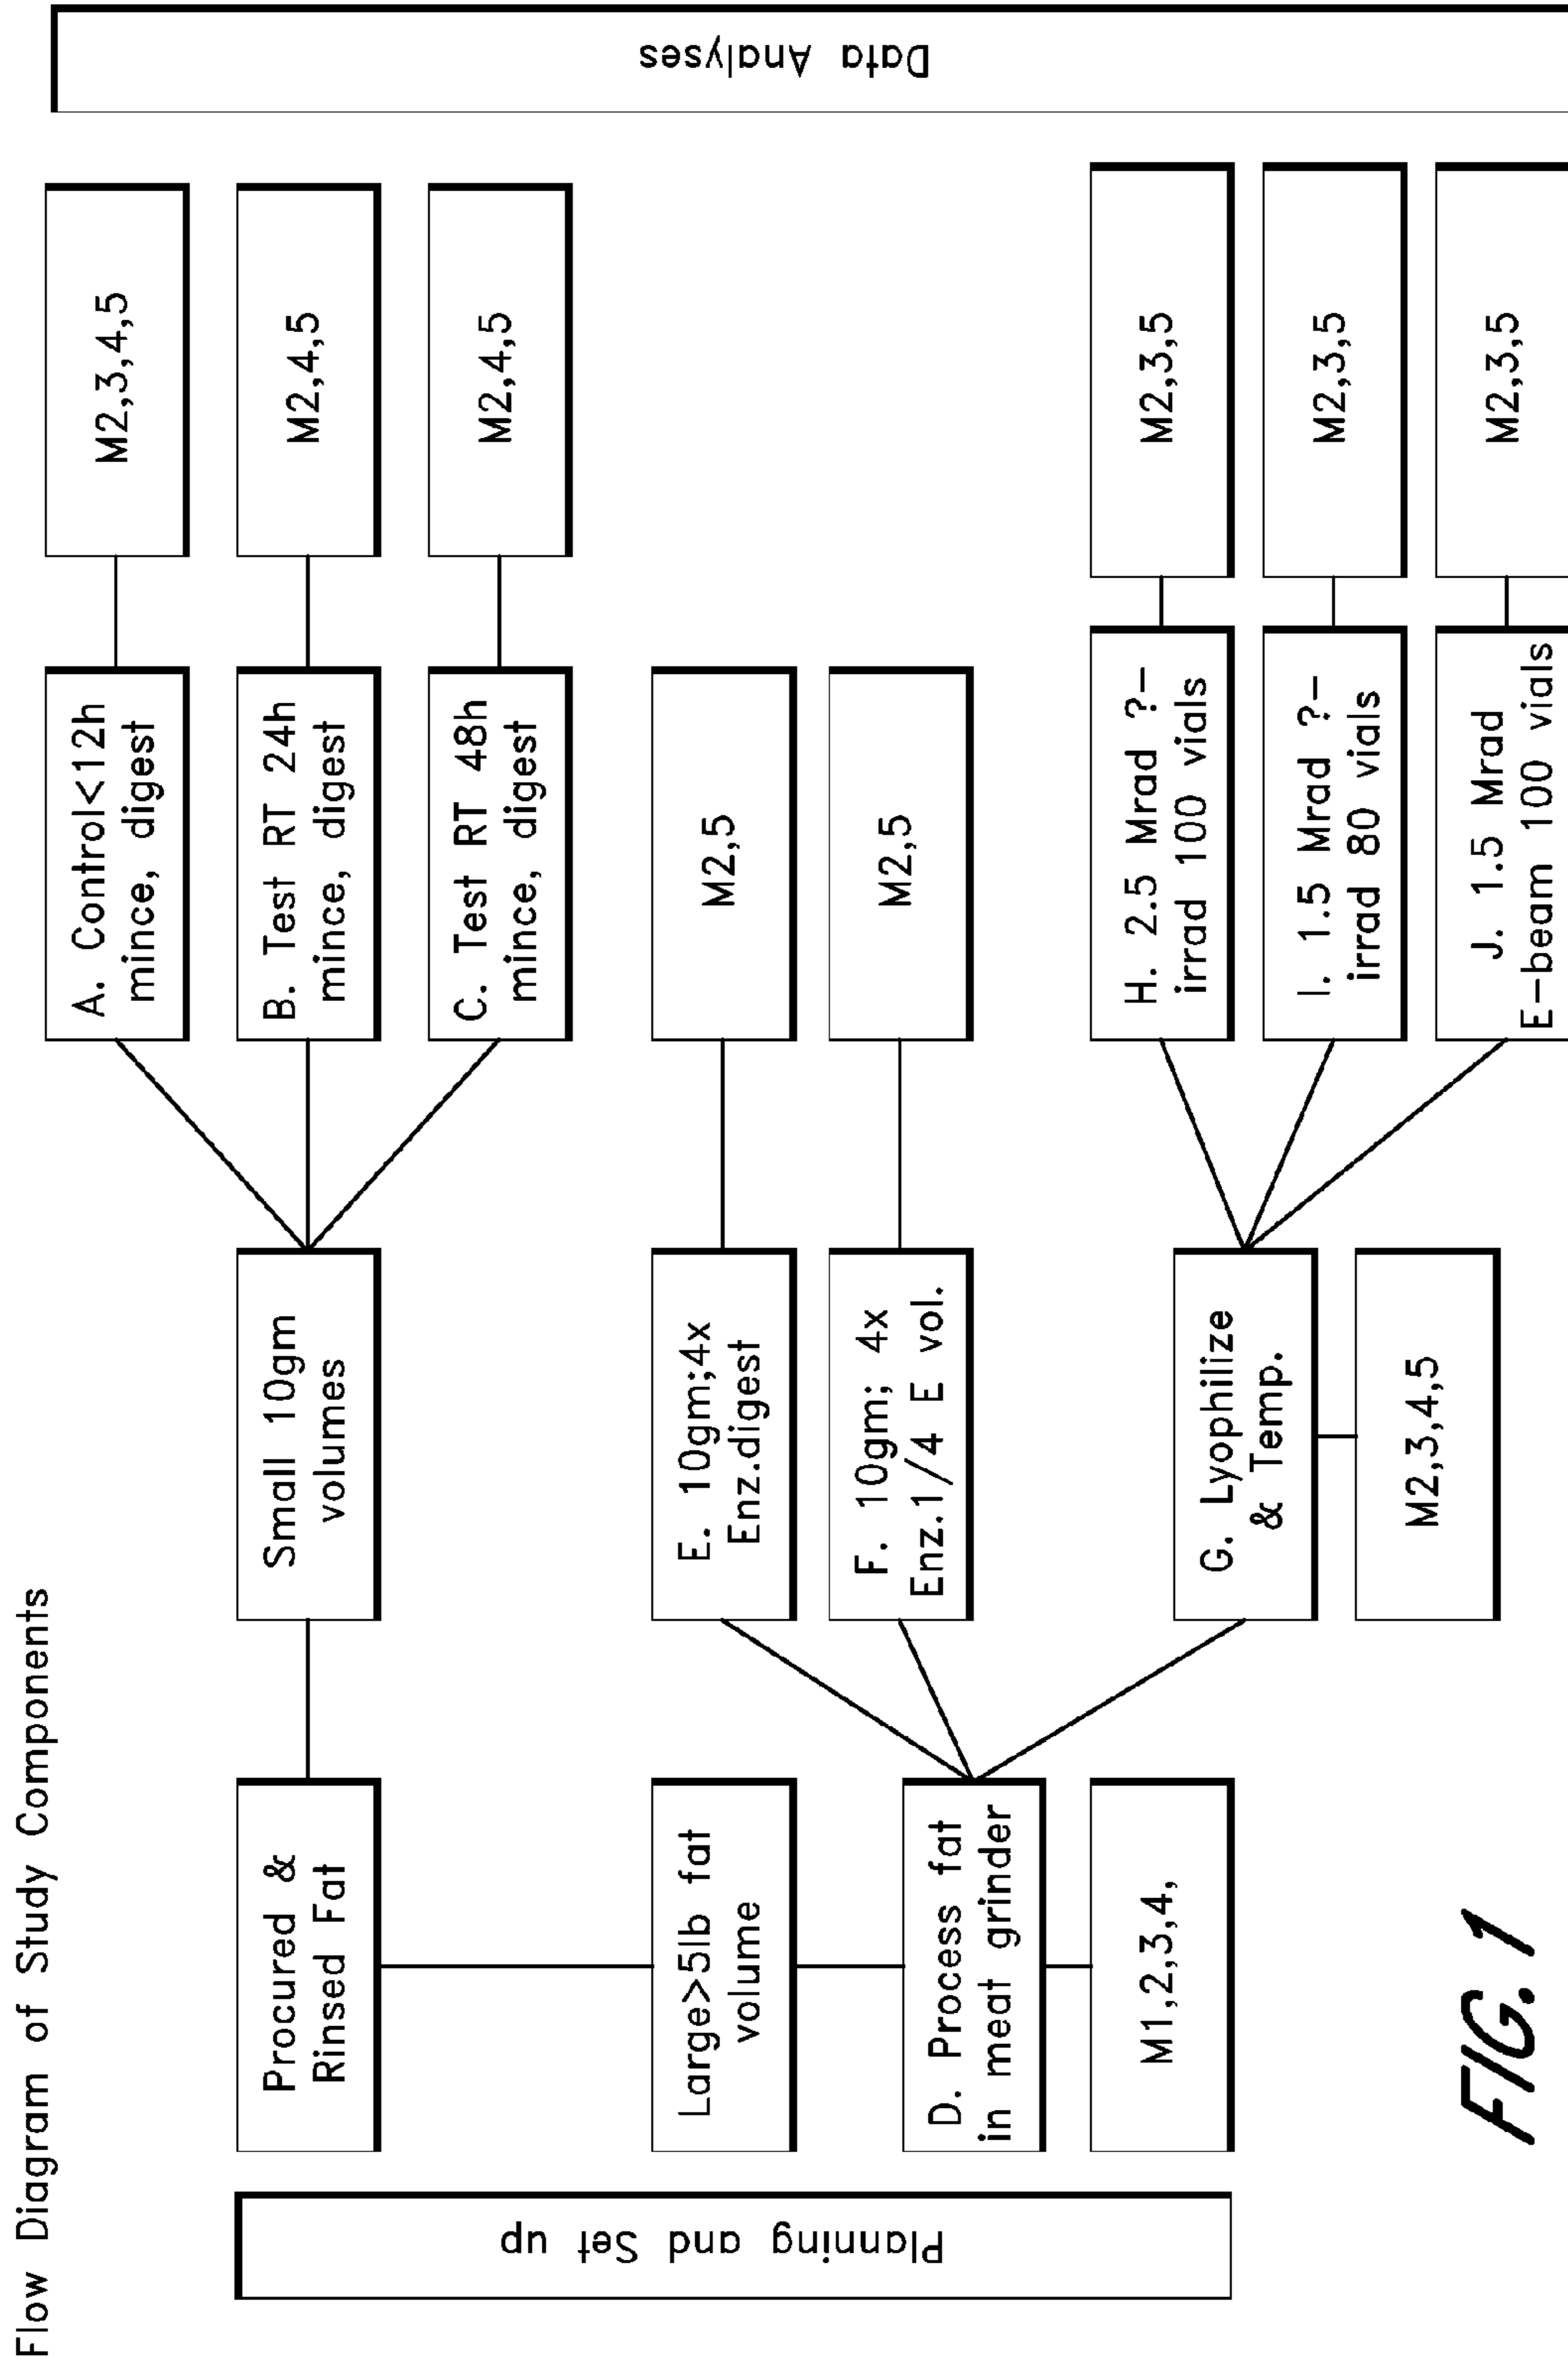 Flow Diagram of Study Components
Planning and Set up
Procured &
Rinsed Fat
Large>5lb fat
volume
D. Process fat
in meat grinder
M1,2,3,4,
Small 10gm
volumes
E. 10gm;4x
Enz.digest
F. 10gm; 4x
Enz.1/4 E vol.
G. Lyophilize
& Temp.
M2,3,4,5
A. Control<12h
mince, digest
B. Test RT 24h
mince, digest
C. Test RT 48h
mince, digest
M2,5
M2,5
H. 2.5 Mrad ?-
irrad 100 vials
I. 1.5 Mrad ?-
irrad 80 vials
J. 1.5 Mrad
E-beam 100 vials
M2,3,4,5
M2,4,5
M2,4,5
M2,3,5
M2,3,5
M2,3,5
Data Analyses
FIG. 1